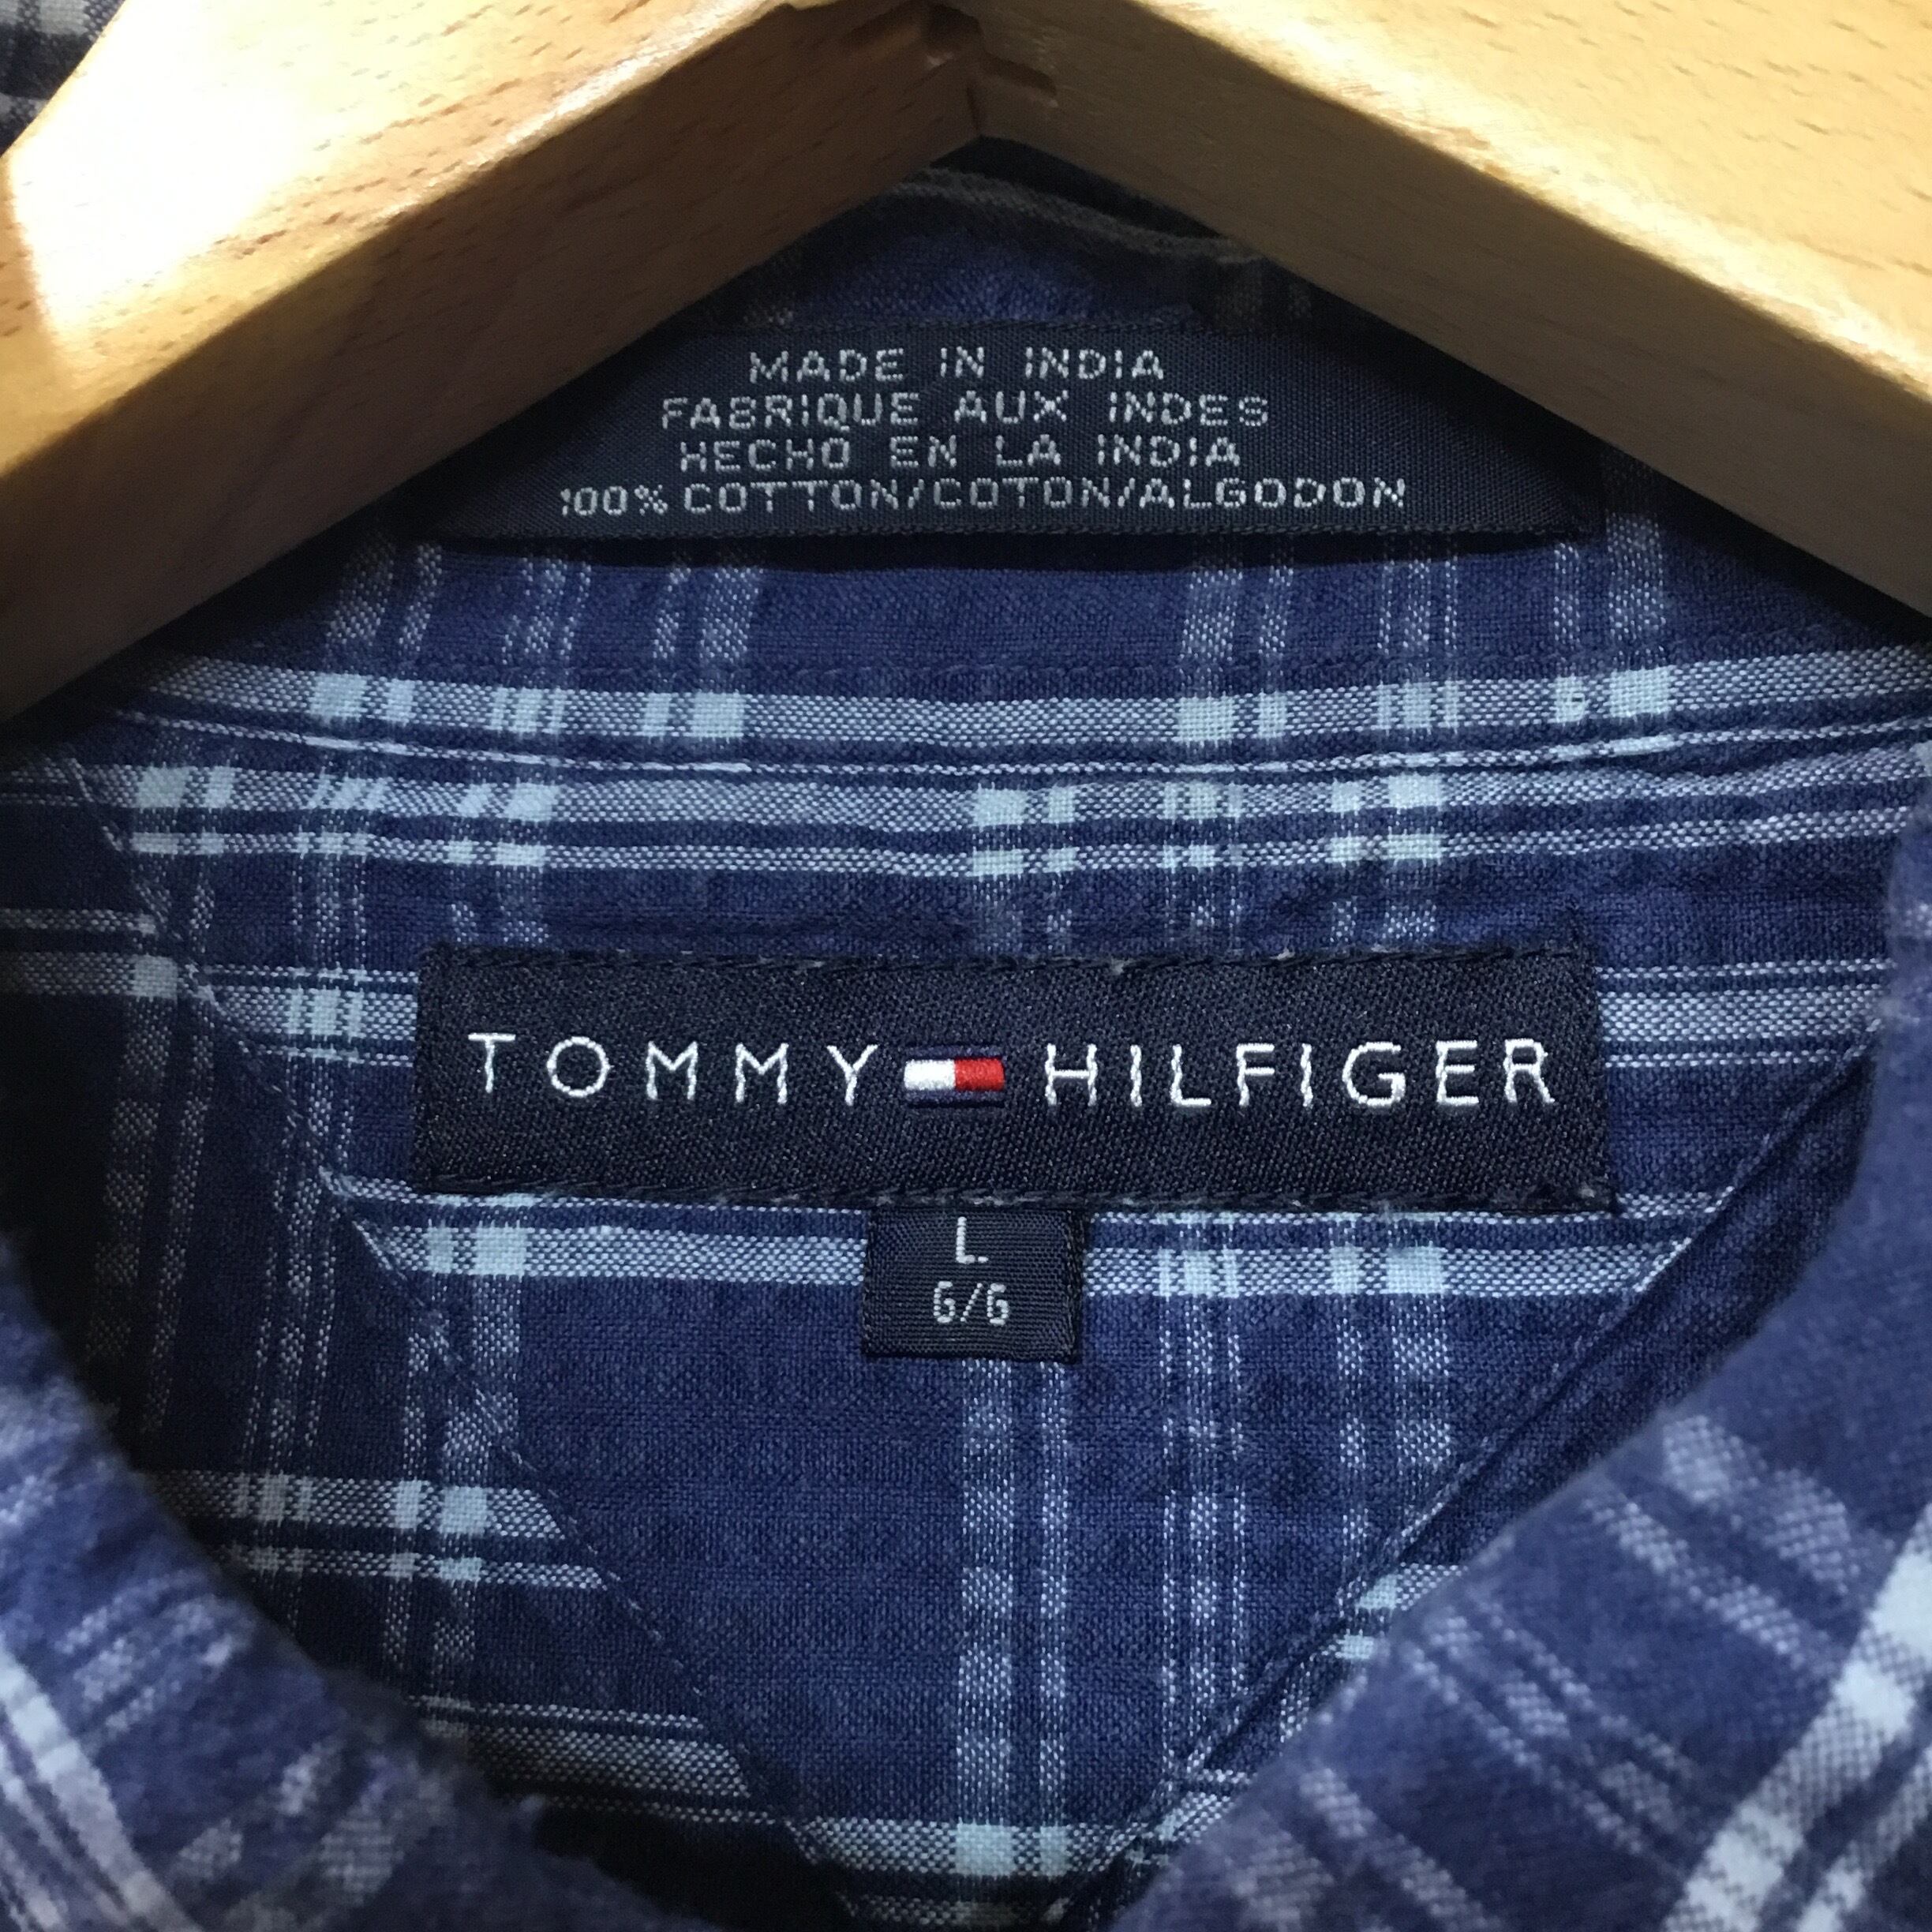 MADE IN INDIA
FABRIQUE AUX INDES
HECHO EN LA INDIA
100% COTTON/COTON/ALGODON
TOMMY HILFIGER
L
G/G